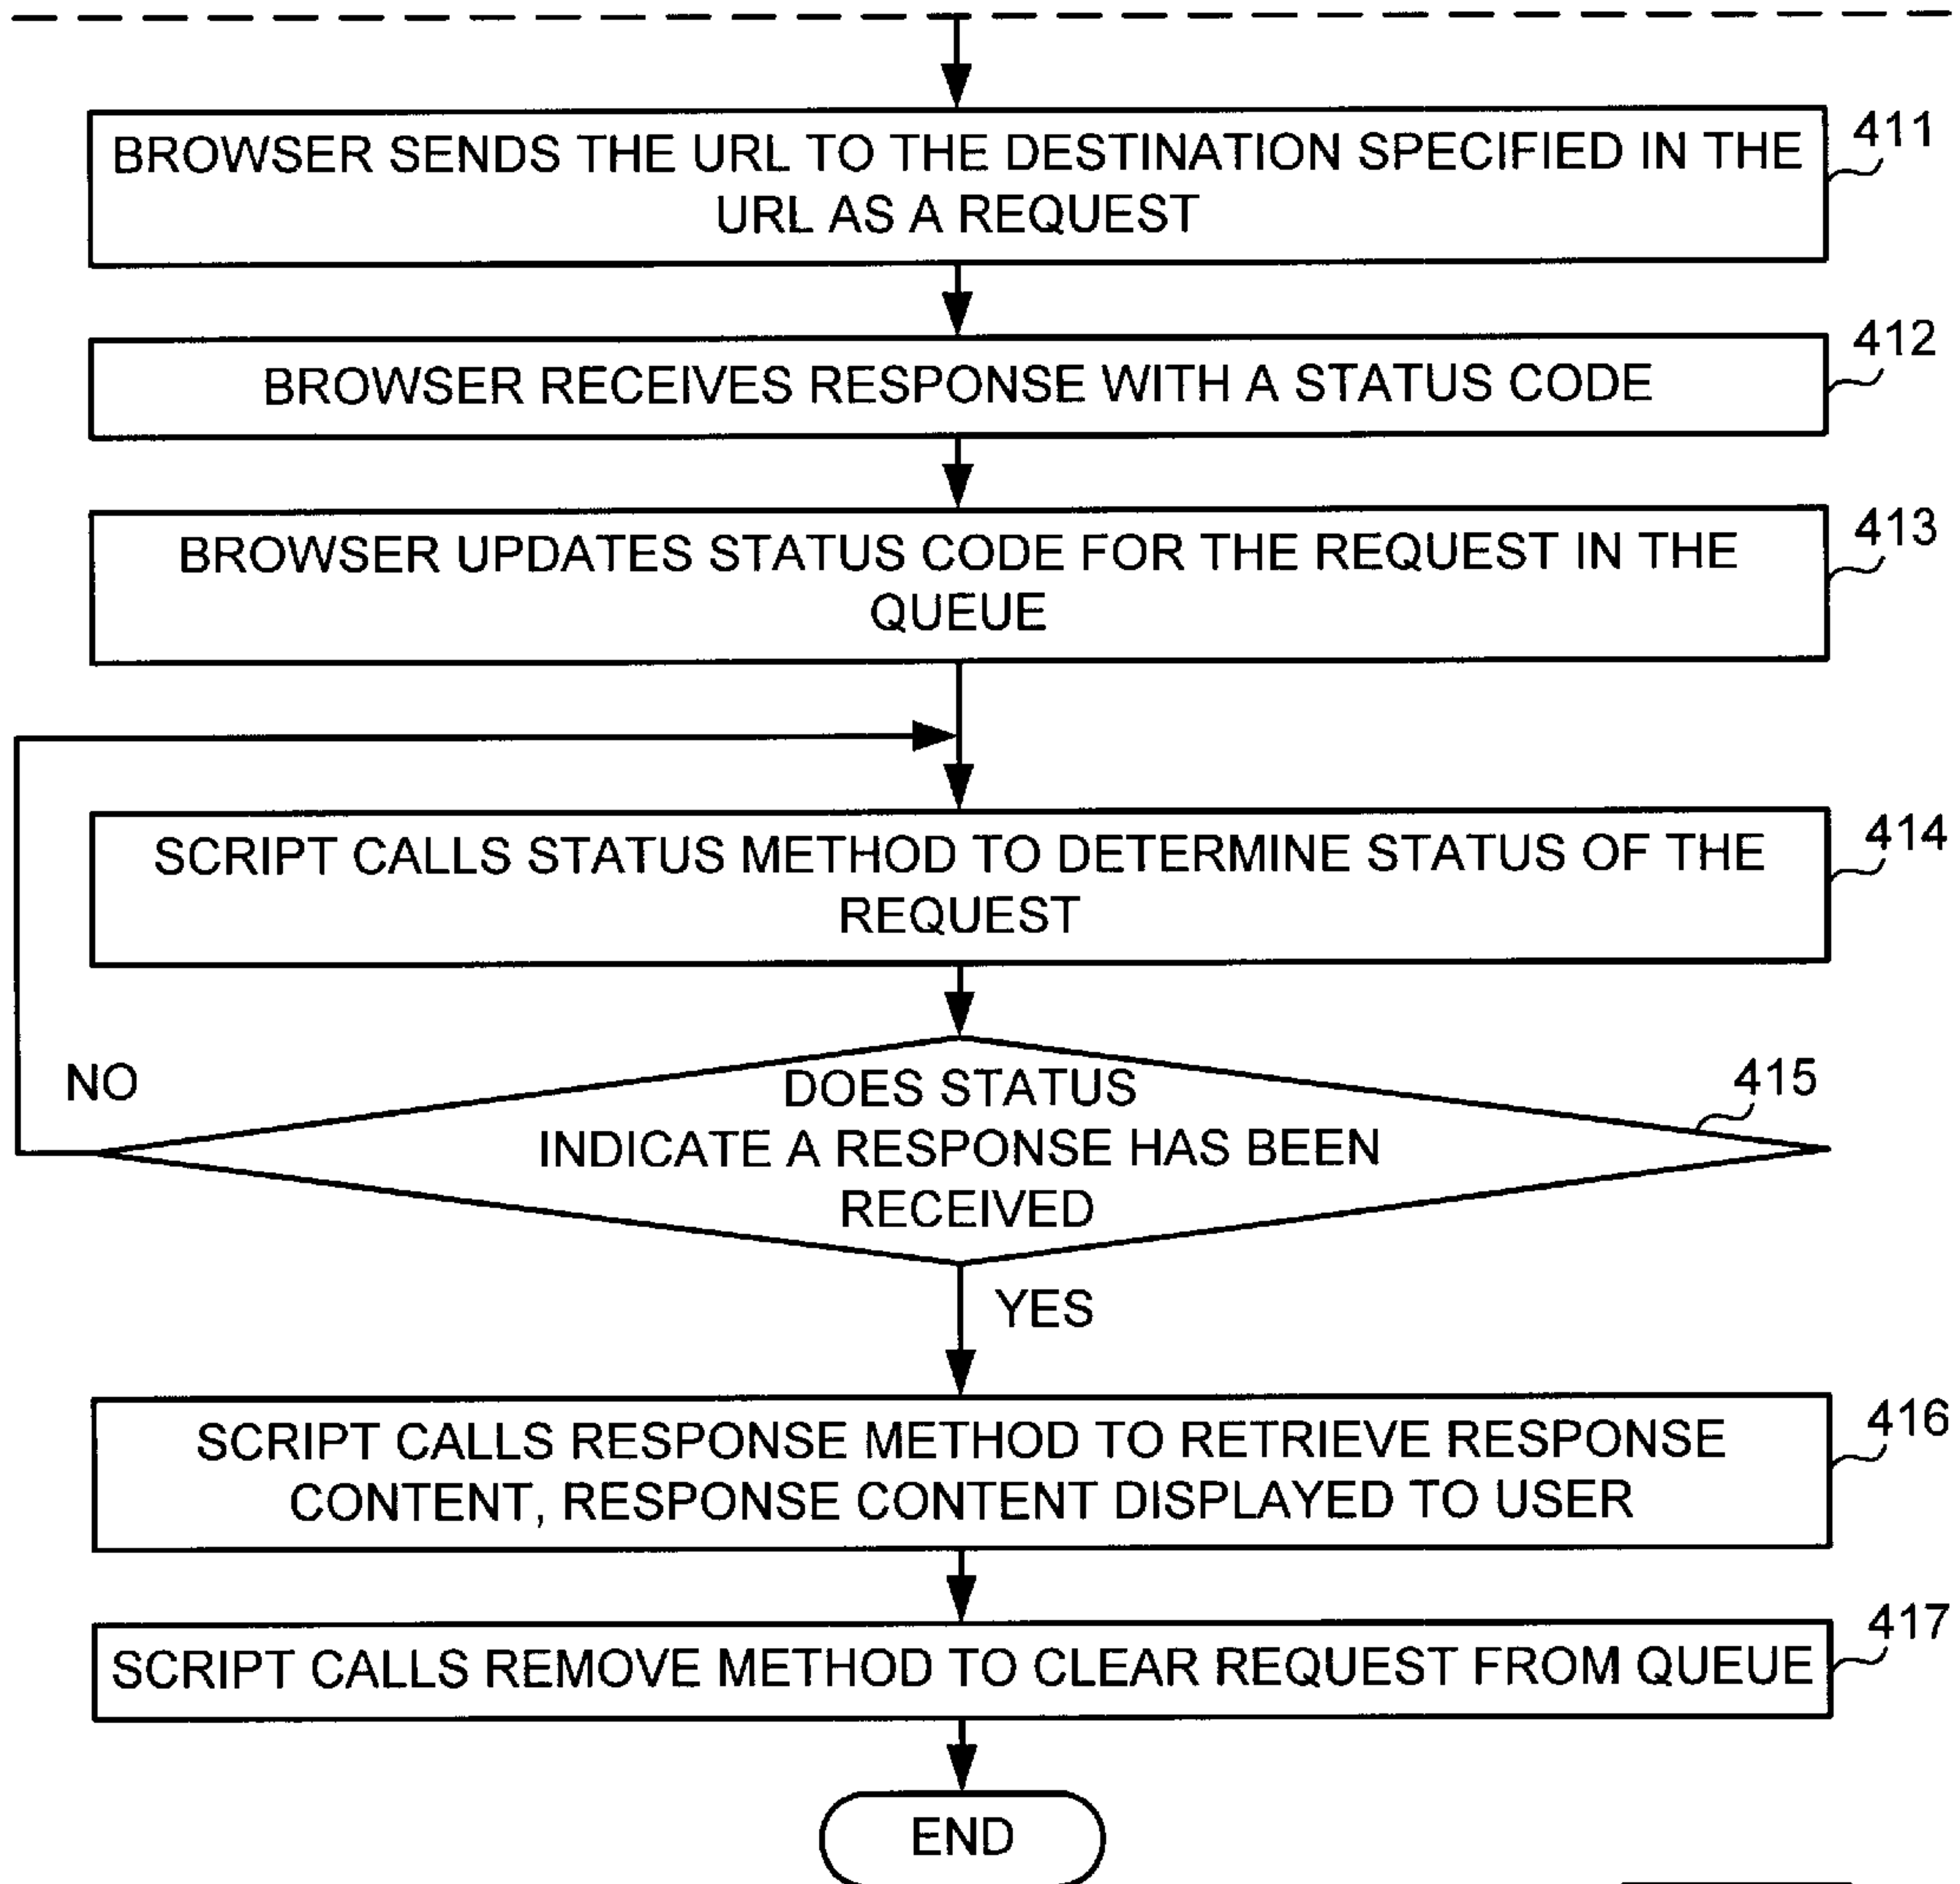 BROWSER SENDS THE URL TO THE DESTINATION SPECIFIED IN THE
URL AS A REQUEST
411
BROWSER RECEIVES RESPONSE WITH A STATUS CODE
412
BROWSER UPDATES STATUS CODE FOR THE REQUEST IN THE
QUEUE
413
SCRIPT CALLS STATUS METHOD TO DETERMINE STATUS OF THE
REQUEST
414
NO
DOES STATUS
INDICATE A RESPONSE HAS BEEN
RECEIVED
415
YES
SCRIPT CALLS RESPONSE METHOD TO RETRIEVE RESPONSE
CONTENT, RESPONSE CONTENT DISPLAYED TO USER
416
SCRIPT CALLS REMOVE METHOD TO CLEAR REQUEST FROM QUEUE
417
END